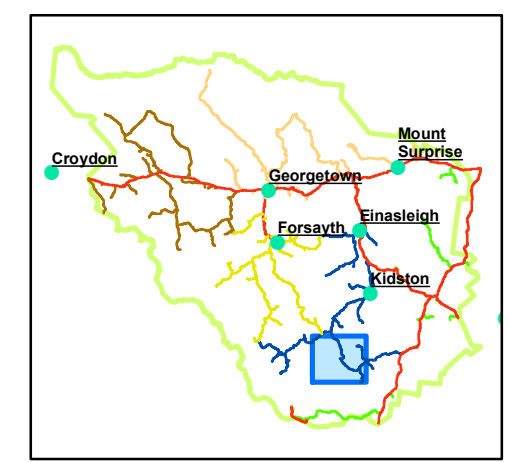 Mount
Surprise
Croydon
Georgetown
Forsayth
Einasleigh
Kidston